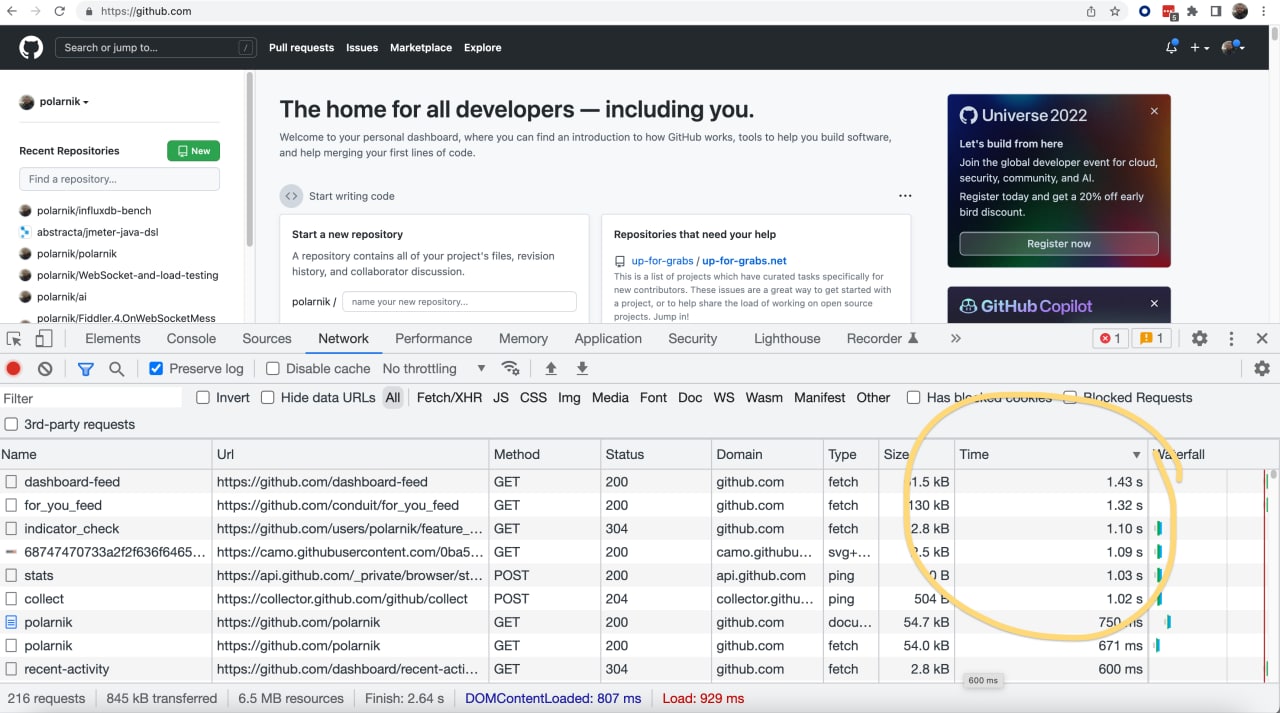 https://github.com
5
Search or jump to... /
Pull requests Issues Marketplace Explore
polarnik
Recent Repositories
New
Find a repository...
polarnik/influxdb-bench
abstracta/jmeter-java-dsl
polarnik/polarnik
polarnik/WebSocket-and-load-testing
polarnik/ai
polarnik/Fiddler.4.OnWebSocketMess
The home for all developers — including you.
Welcome to your personal dashboard, where you can find an introduction to how GitHub works, tools to help you build software,
and help merging your first lines of code.
Start writing code
Start a new repository
A repository contains all of your project's files, revision
history, and collaborator discussion.
polarnik / name your new repository...
Repositories that need your help
up-for-grabs / up-for-grabs.net
This is a list of projects which have curated tasks specifically for
new contributors. These issues are a great way to get started with
a project, or to help share the load of working on open source
projects. Jump in!
Universe 2022
Let's build from here
Join the global developer event for cloud,
security, community, and AI.
Register today and get a 20% off early
bird discount.
Register now
GitHub Copilot
Elements Console Sources Network Performance Memory Application Security Lighthouse Recorder 1 1
Preserve log Disable cache No throttling
Filter Invert Hide data URLs All Fetch/XHR JS CSS Img Media Font Doc WS Wasm Manifest Other Has blocked cookies Blocked Requests
3rd-party requests
Name Url Method Status Domain Type Size Time Waterfall
dashboard-feed https://github.com/dashboard-feed GET 200 github.com fetch 1.5 kB 1.43 s
for_you_feed https://github.com/conduit/for_you_feed GET 200 github.com fetch 130 kB 1.32 s
indicator_check https://github.com/users/polarnik/feature_... GET 304 github.com fetch 2.8 kB 1.10 s
68747470733a2f2f636f6465... https://camo.githubusercontent.com/0ba5... GET 200 camo.githubu... svg+... 2.5 kB 1.09 s
stats https://api.github.com/_private/browser/st... POST 200 api.github.com ping 0 B 1.03 s
collect https://collector.github.com/github/collect POST 204 collector.githu... ping 504 B 1.02 s
polarnik https://github.com/polarnik GET 200 github.com docu... 54.7 kB 750 ms
polarnik https://github.com/polarnik GET 200 github.com fetch 54.0 kB 671 ms
recent-activity https://github.com/dashboard/recent-acti... GET 304 github.com fetch 2.8 kB 600 ms
600 ms
216 requests 845 kB transferred 6.5 MB resources Finish: 2.64 s DOMContentLoaded: 807 ms Load: 929 ms